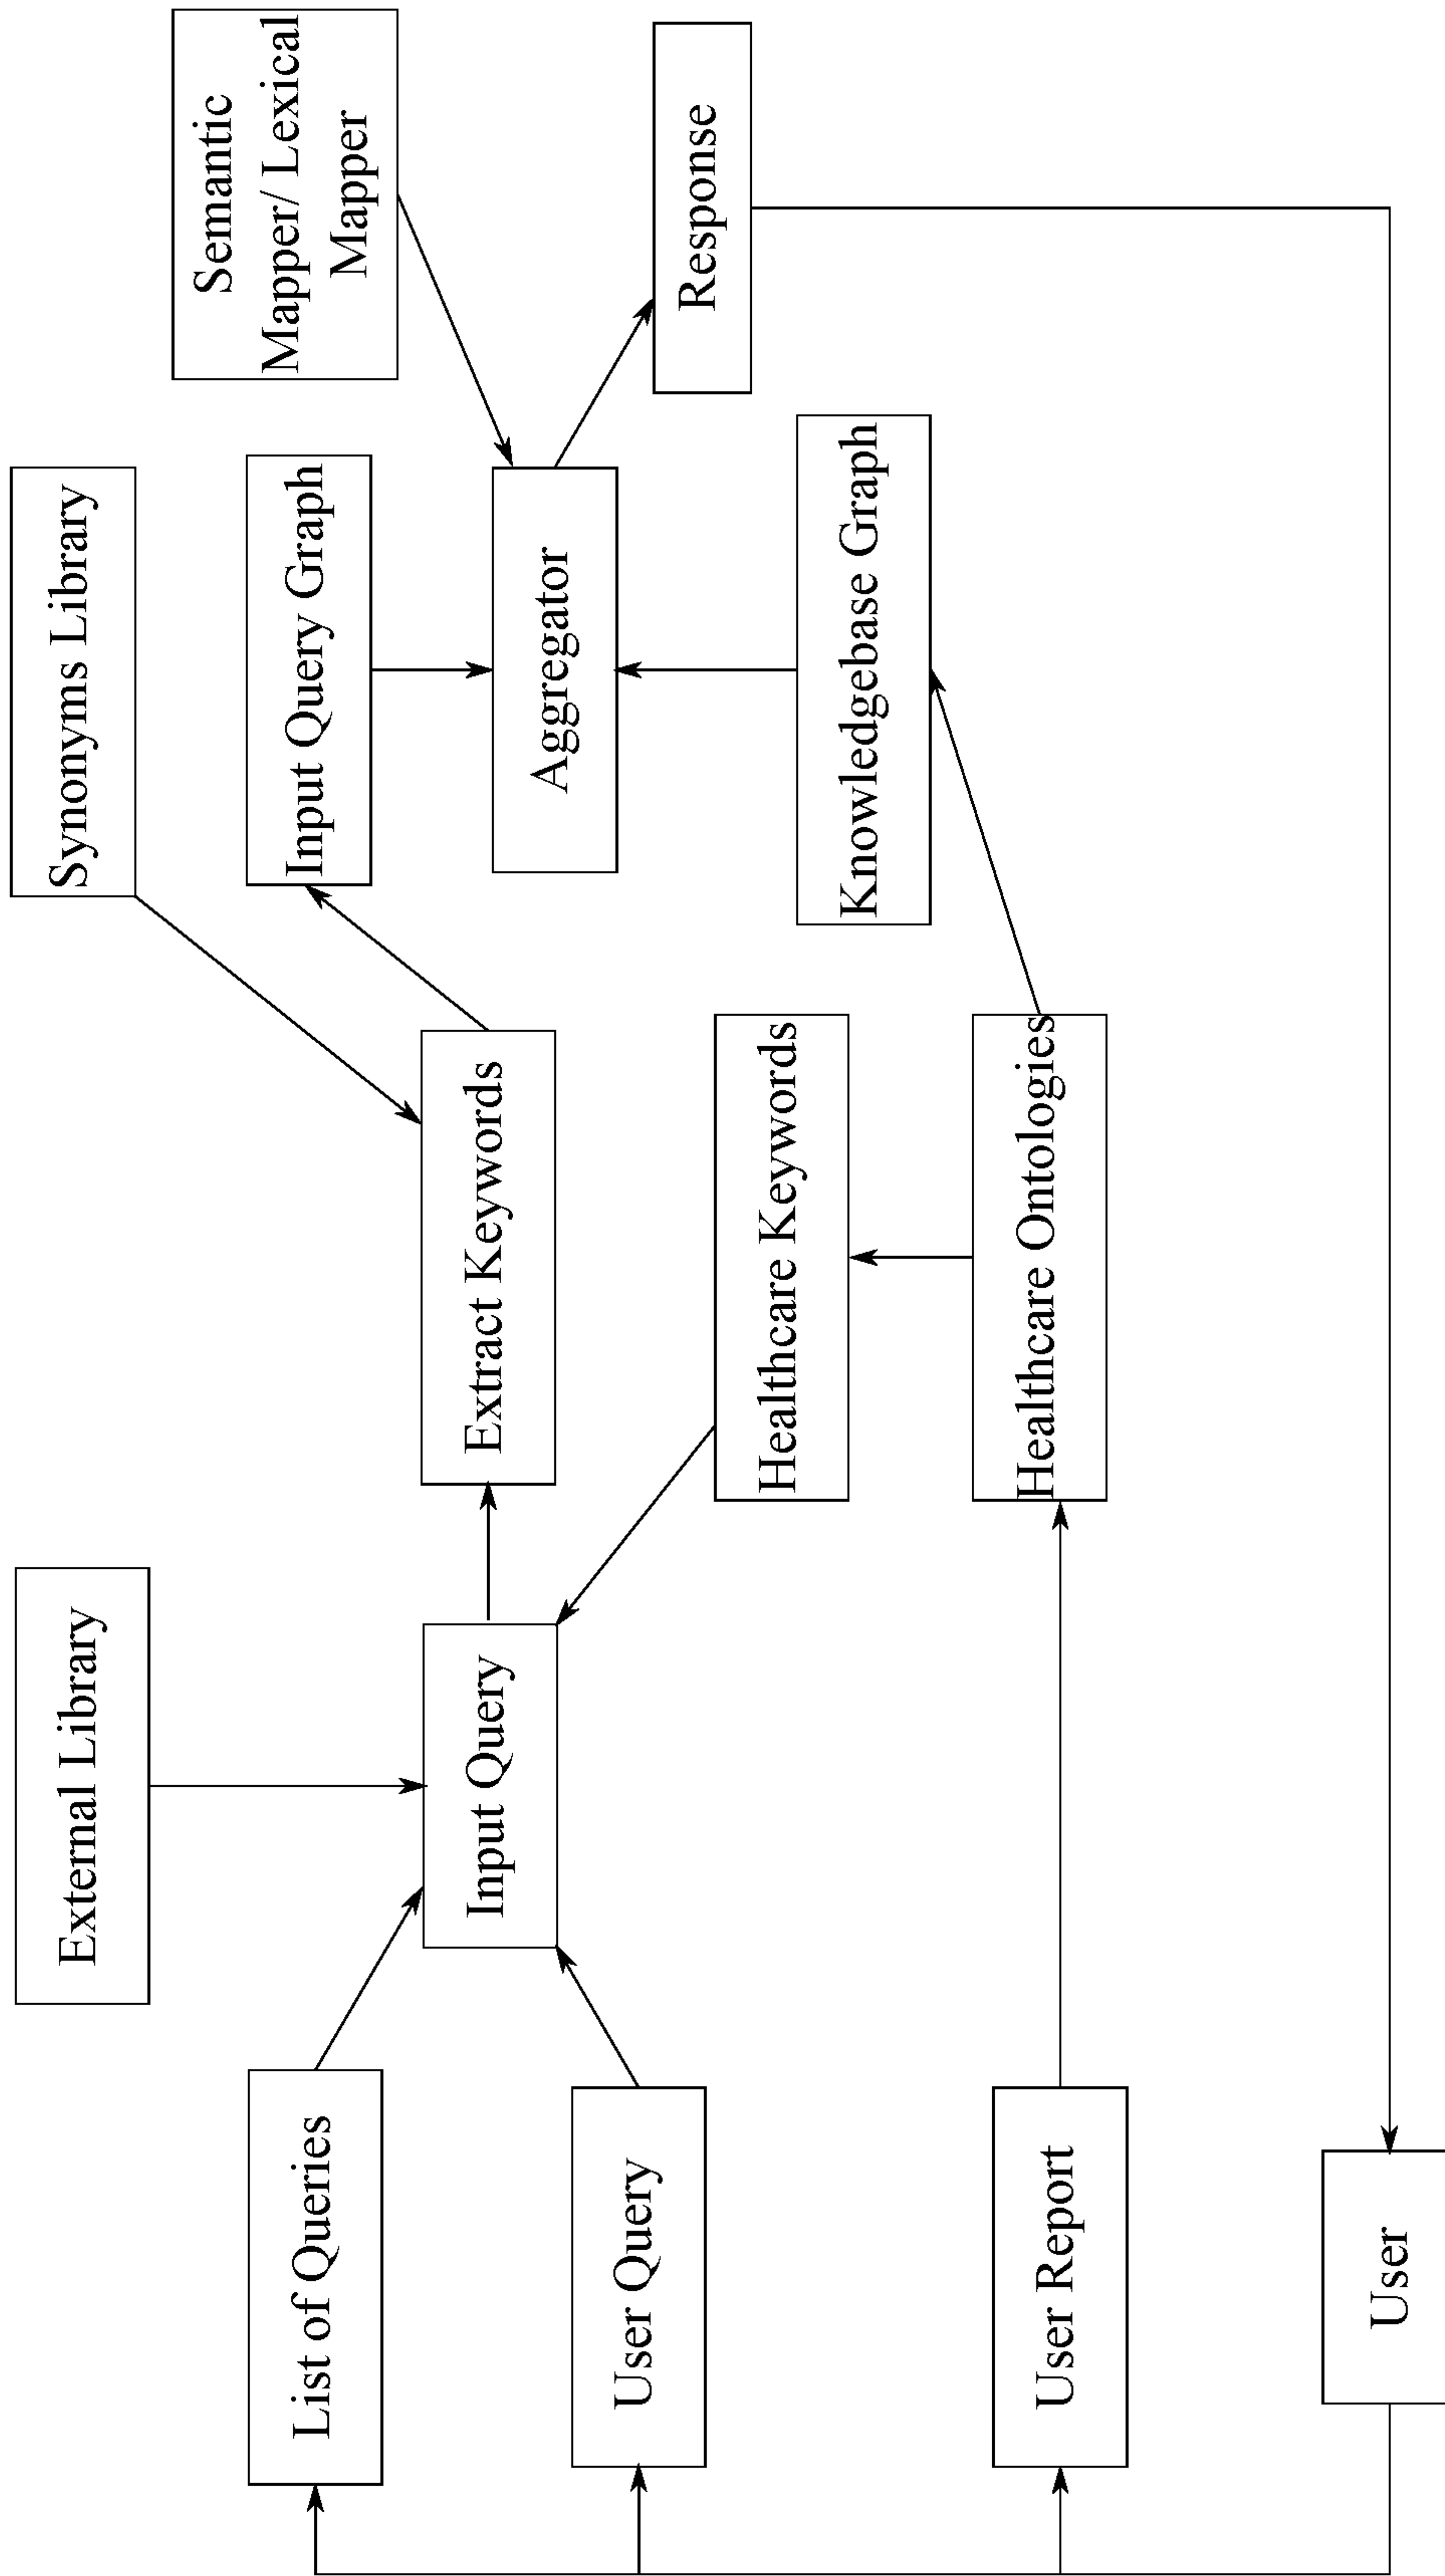 External Library
Synonyms Library
Semantic
Mapper/ Lexical
Mapper
List of Queries
Input Query Graph
Input Query
Extract Keywords
Aggregator
User Query
Response
Healthcare Keywords
Knowledgebase Graph
User Report
Healthcare Ontologies
User